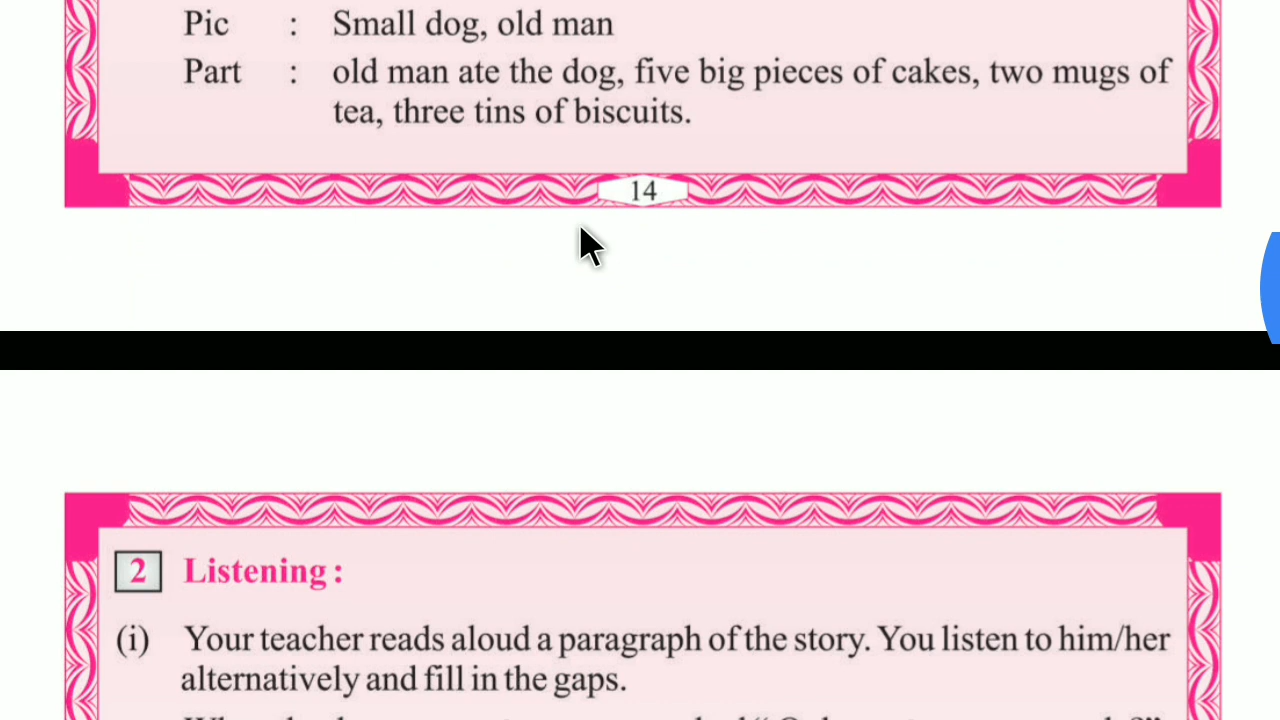 Pic : Small dog, old man
Part : old man ate the dog, five big pieces of cakes, two mugs of
tea, three tins of biscuits.
14
2 Listening :
(i) Your teacher reads aloud a paragraph of the story. You listen to him/her
alternatively and fill in the gaps.